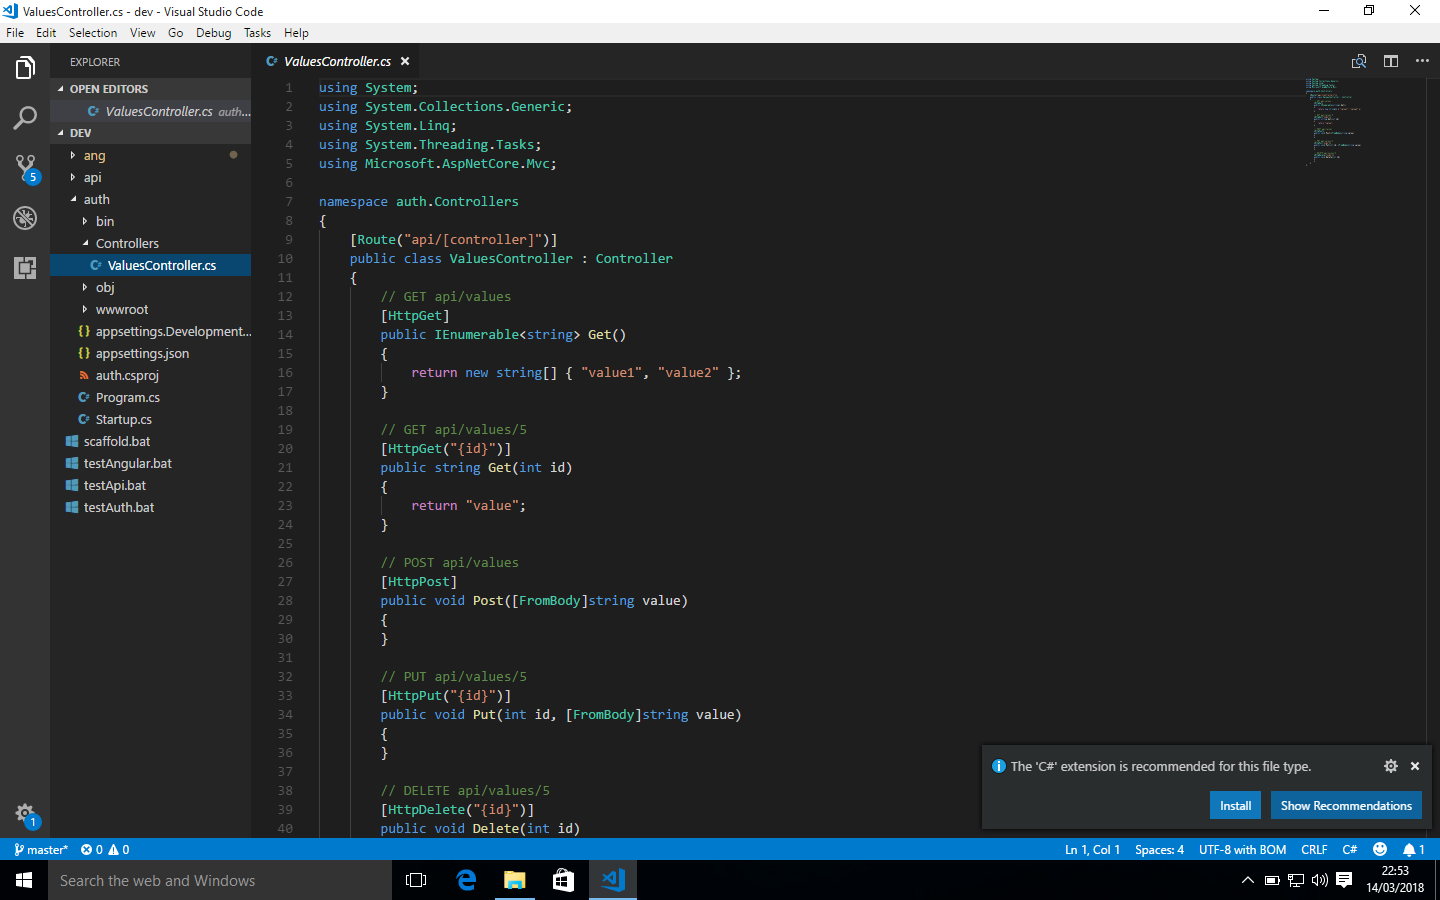 ValuesController.cs - dev - Visual Studio Code
File Edit Selection View Go Debug Tasks Help
EXPLORER
OPEN EDITORS
ValuesController.cs auth...
DEV
ang
api
auth
bin
Controllers
ValuesController.cs
obj
wwwroot
appsettings.Development...
appsettings.json
auth.csproj
Program.cs
Startup.cs
scaffold.bat
testAngular.bat
testApi.bat
testAuth.bat
5
1
ValuesController.cs
1 using System;
2 using System.Collections.Generic;
3 using System.Linq;
4 using System.Threading.Tasks;
5 using Microsoft.AspNetCore.Mvc;
6
7 namespace auth.Controllers
8 {
9 [Route("api/[controller]")]
10 public class ValuesController : Controller
11 {
12 // GET api/values
13 [HttpGet]
14 public IEnumerable<string> Get()
15 {
16 return new string[] { "value1", "value2" };
17 }
18
19 // GET api/values/5
20 [HttpGet("{id}")]
21 public string Get(int id)
22 {
23 return "value";
24 }
25
26 // POST api/values
27 [HttpPost]
28 public void Post([FromBody]string value)
29 {
30 }
31
32 // PUT api/values/5
33 [HttpPut("{id}")]
34 public void Put(int id, [FromBody]string value)
35 {
36 }
37
38 // DELETE api/values/5
39 [HttpDelete("{id}")]
40 public void Delete(int id)
The 'C#' extension is recommended for this file type.
Install Show Recommendations
master* 0 0 Ln 1, Col 1 Spaces: 4 UTF-8 with BOM CRLF C# 1
Search the web and Windows
22:53
14/03/2018